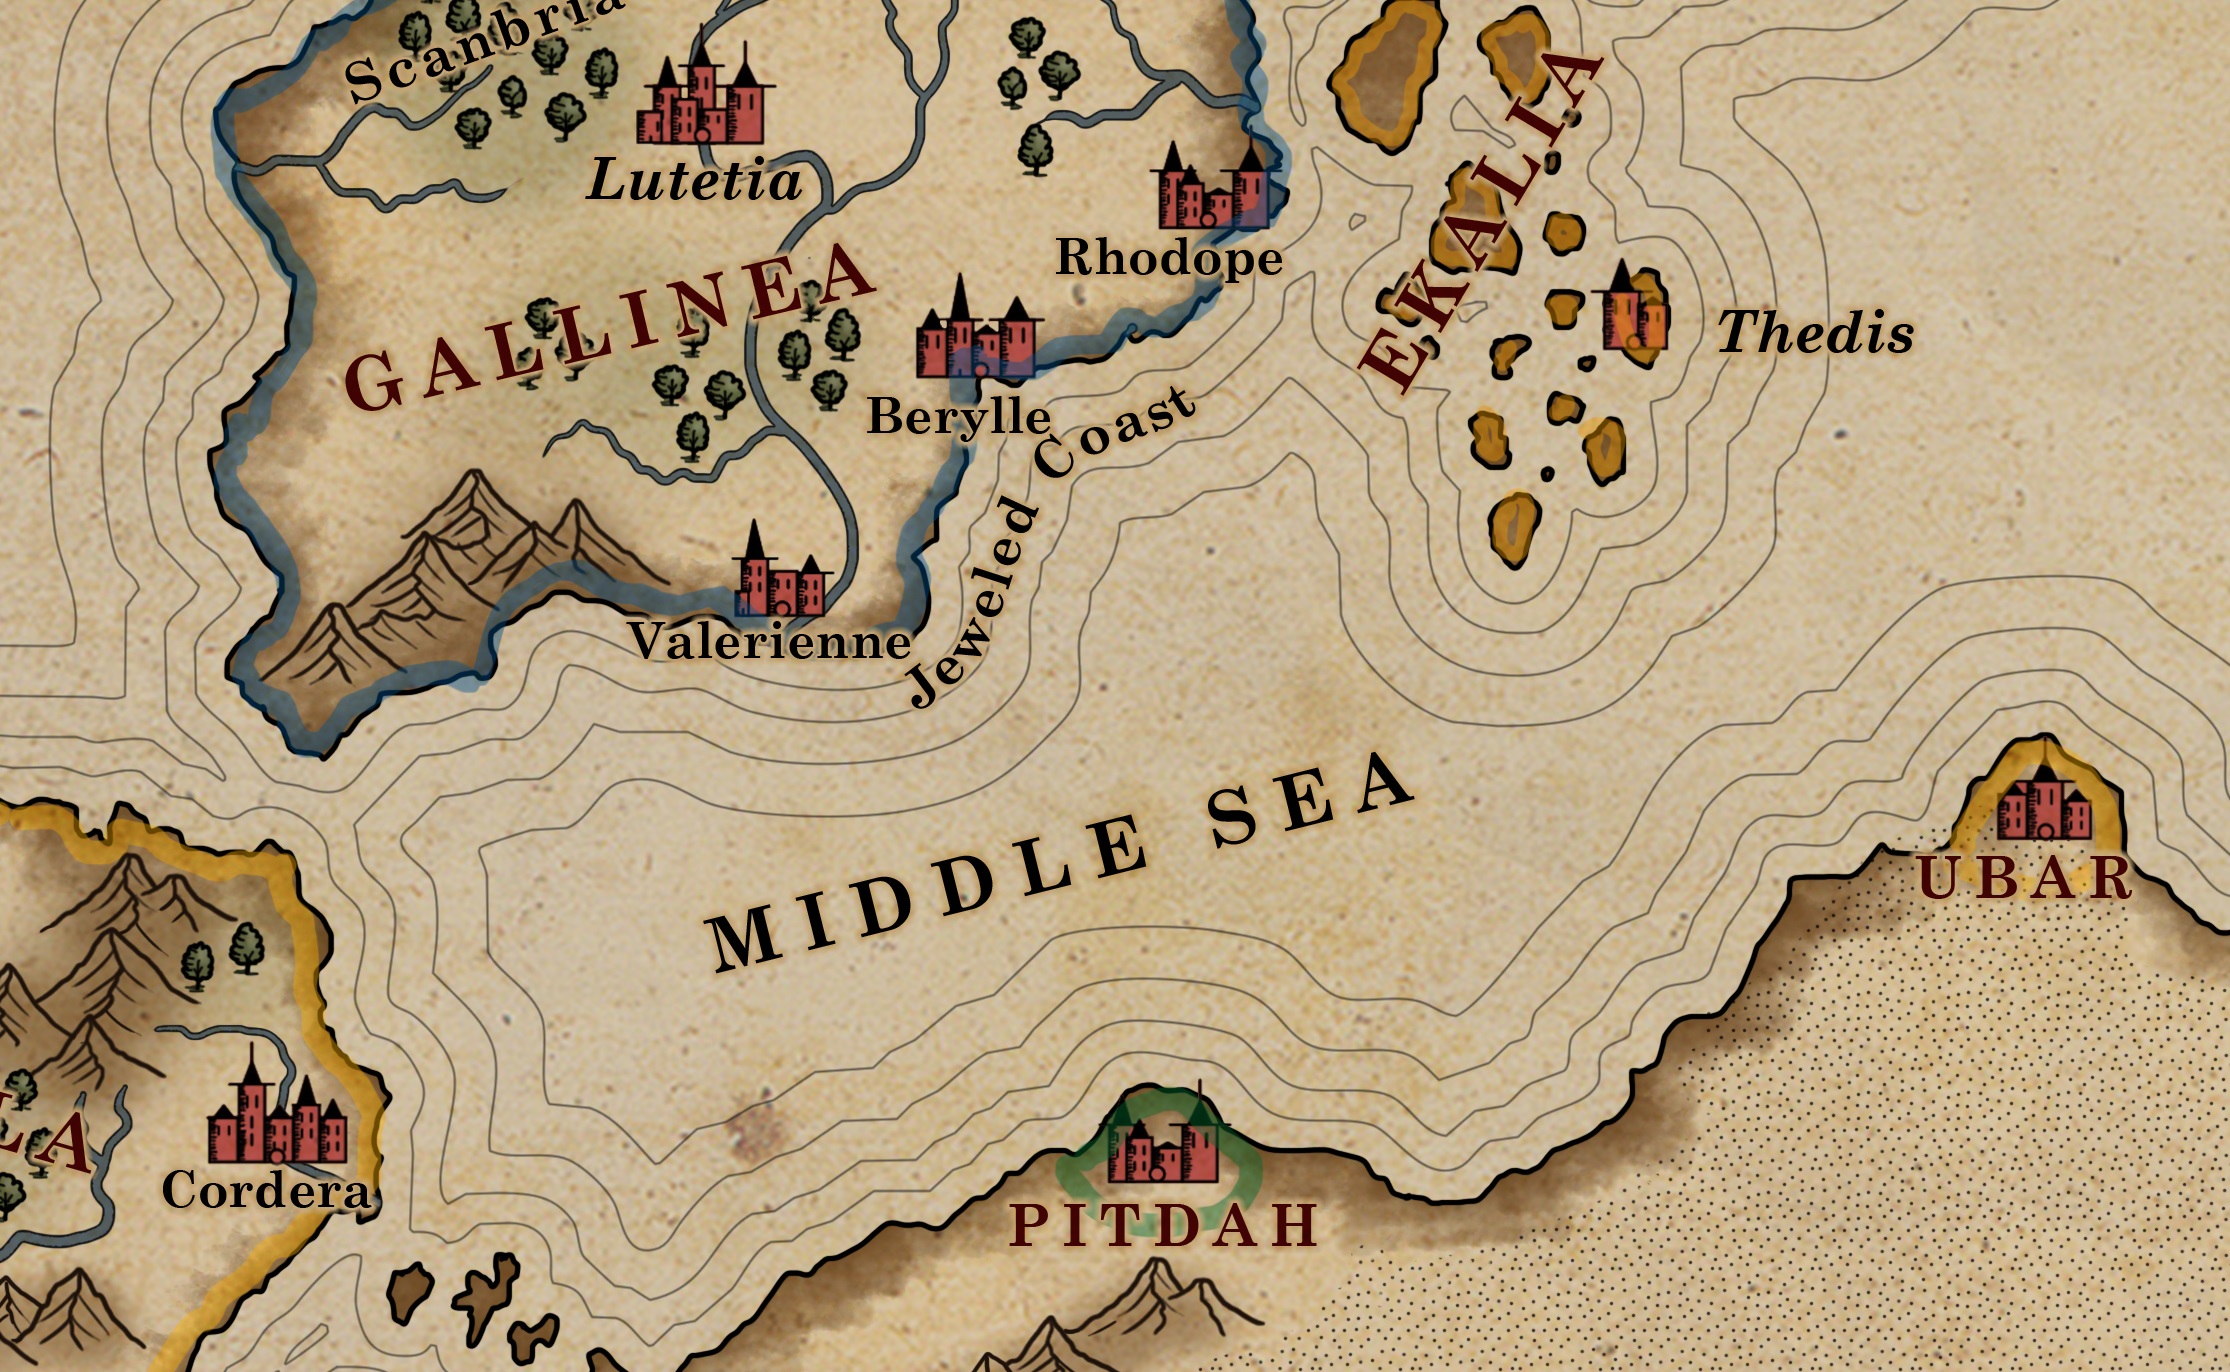 Scanbria
Lutetia
Rhodope
EKALIA
GALLINEA
Thedis
Berylle
Jeweled Coast
Valerienne
MIDDLE SEA
UBAR
LA
Cordera
PITDAH